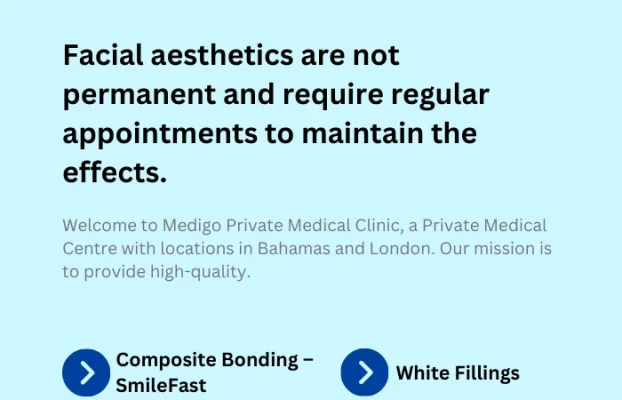 Facial aesthetics are not
permanent and require regular
appointments to maintain the
effects.
Welcome to Medigo Private Medical Clinic, a Private Medical
Centre with locations in Bahamas and London. Our mission is
to provide high-quality.
Composite Bonding –
SmileFast
White Fillings